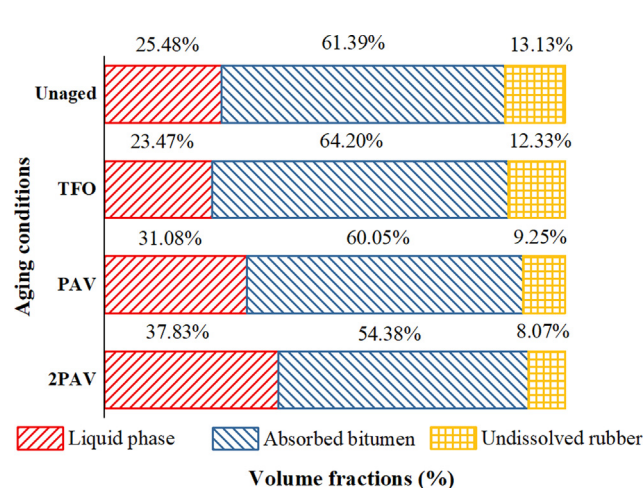 25.48% 61.39% 13.13%
Unaged
23.47% 64.20% 12.33%
TFO
31.08% 60.05% 9.25%
PAV
37.83% 54.38% 8.07%
2PAV
Aging conditions
Liquid phase Absorbed bitumen Undissolved rubber
Volume fractions (%)